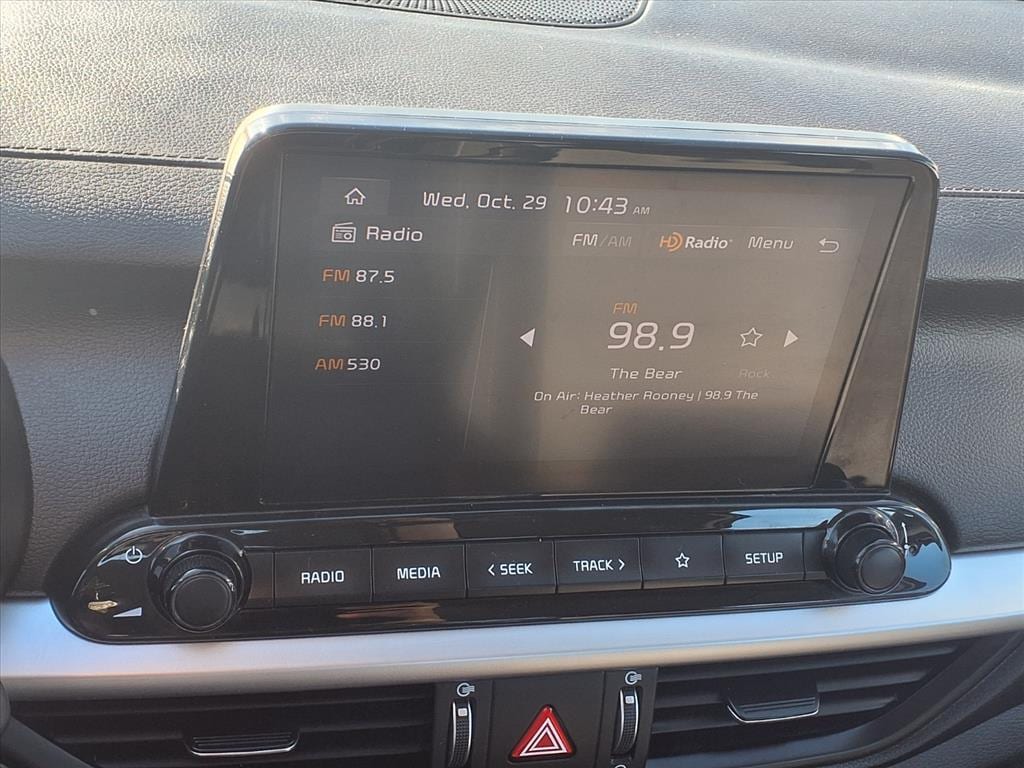 Wed, Oct. 29 10:43 AM
Radio
FM/AM HD Radio Menu
FM 87.5
FM 88.1
AM 530
FM
98.9
The Bear Rock
On Air: Heather Rooney | 98.9 The
Bear
RADIO MEDIA < SEEK TRACK > SETUP